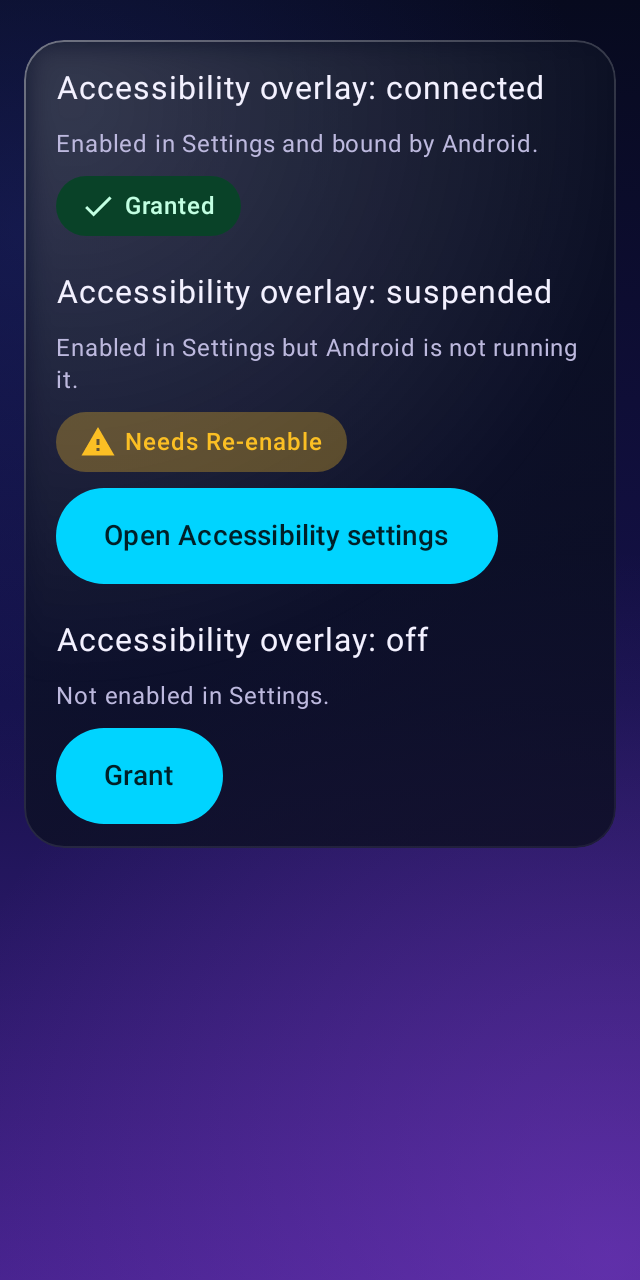 Accessibility overlay: connected
Enabled in Settings and bound by Android.
Granted
Accessibility overlay: suspended
Enabled in Settings but Android is not running
it.
Needs Re-enable
Open Accessibility settings
Accessibility overlay: off
Not enabled in Settings.
Grant